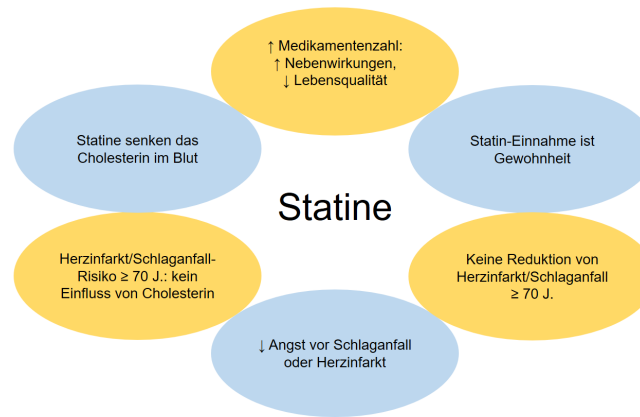 ↑ Medikamentenzahl:
↑ Nebenwirkungen,
↓ Lebensqualität
Statine senken das
Cholesterin im Blut
Statin-Einnahme ist
Gewohnheit
Statine
Herzinfarkt/Schlaganfall-
Risiko ≥ 70 J.: kein
Einfluss von Cholesterin
Keine Reduktion von
Herzinfarkt/Schlaganfall
≥ 70 J.
↓ Angst vor Schlaganfall
oder Herzinfarkt